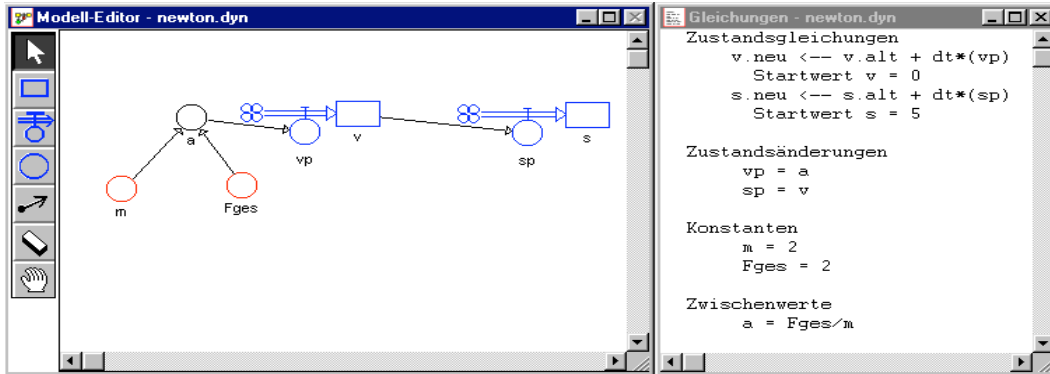 Modell-Editor - newton.dyn
a
vp
v
sp
s
m
Fges
Gleichungen - newton.dyn
Zustandsgleichungen
v.neu <-- v.alt + dt*(vp)
Startwert v = 0
s.neu <-- s.alt + dt*(sp)
Startwert s = 5
Zustandsänderungen
vp = a
sp = v
Konstanten
m = 2
Fges = 2
Zwischenwerte
a = Fges/m